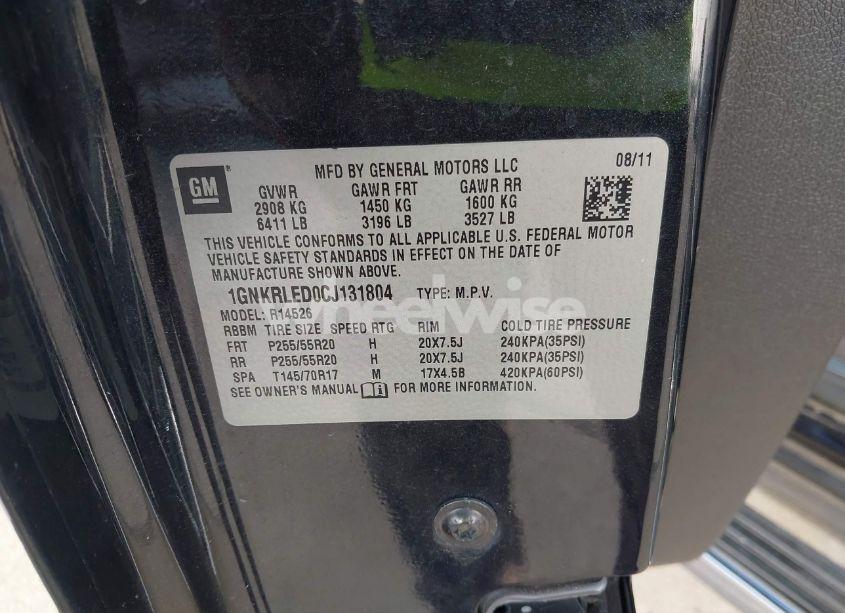 GM
MFD BY GENERAL MOTORS LLC 08/11
GVWR GAWR FRT GAWR RR
2908 KG 1450 KG 1600 KG
6411 LB 3196 LB 3527 LB
THIS VEHICLE CONFORMS TO ALL APPLICABLE U.S. FEDERAL MOTOR
VEHICLE SAFETY STANDARDS IN EFFECT ON THE DATE OF
MANUFACTURE SHOWN ABOVE.
1GNKRLED0CJ131804 TYPE: M.P.V.
MODEL: R14526
wheelwise
RBBM TIRE SIZE SPEED RTG RIM COLD TIRE PRESSURE
FRT P255/55R20 H 20X7.5J 240KPA(35PSI)
RR P255/55R20 H 20X7.5J 240KPA(35PSI)
SPA T145/70R17 M 17X4.5B 420KPA(60PSI)
SEE OWNER'S MANUAL FOR MORE INFORMATION.